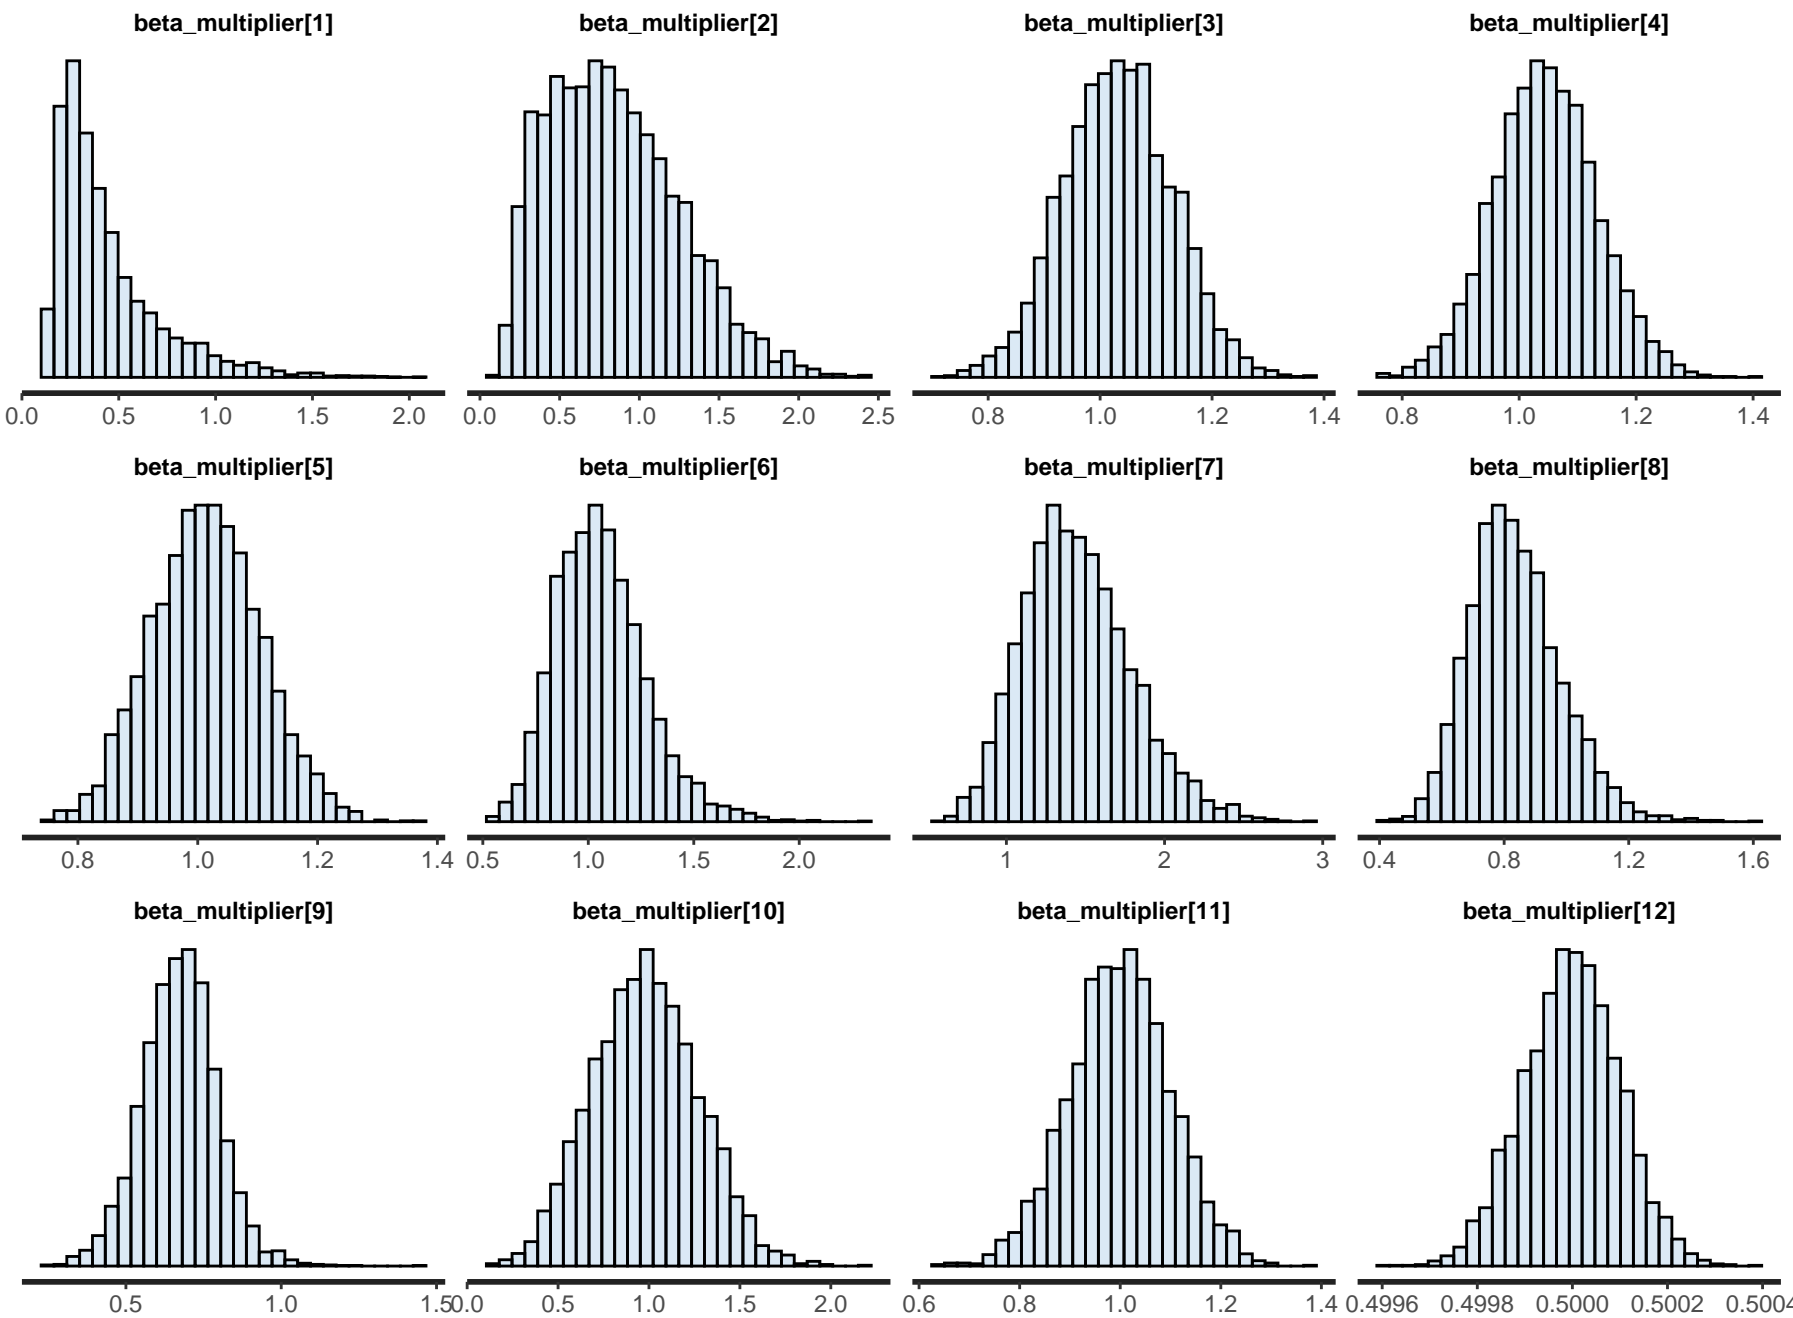 beta_multiplier[1] beta_multiplier[2] beta_multiplier[3] beta_multiplier[4]
0.0 0.5 1.0 1.5 2.0 0.0 0.5 1.0 1.5 2.0 2.5 0.8 1.0 1.2 1.4 0.8 1.0 1.2 1.4
beta_multiplier[5] beta_multiplier[6] beta_multiplier[7] beta_multiplier[8]
0.8 1.0 1.2 1.4 0.5 1.0 1.5 2.0 1 2 3 0.4 0.8 1.2 1.6
beta_multiplier[9] beta_multiplier[10] beta_multiplier[11] beta_multiplier[12]
0.5 1.0 1.5 0.0 0.5 1.0 1.5 2.0 0.6 0.8 1.0 1.2 1.4 0.4996 0.4998 0.5000 0.5002 0.5004